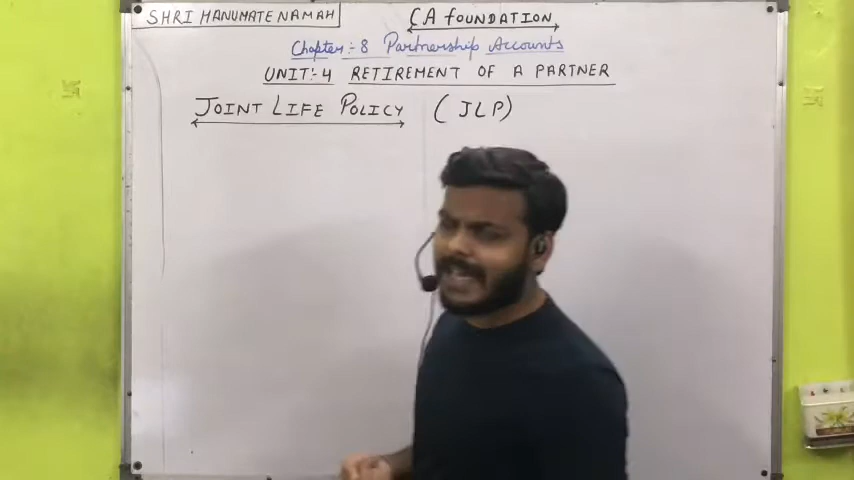 SHRI HANUMATE NAMAH
CA FOUNDATION
Chapter:-8 Partnership Accounts
UNIT:-4 RETIREMENT OF A PARTNER
JOINT LIFE POLICY (JLP)